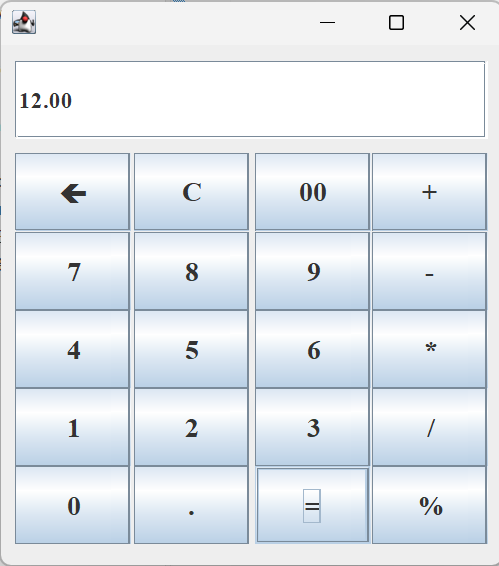 12.00
🡰 C 00 +
7 8 9 -
4 5 6 *
1 2 3 /
0 . = %